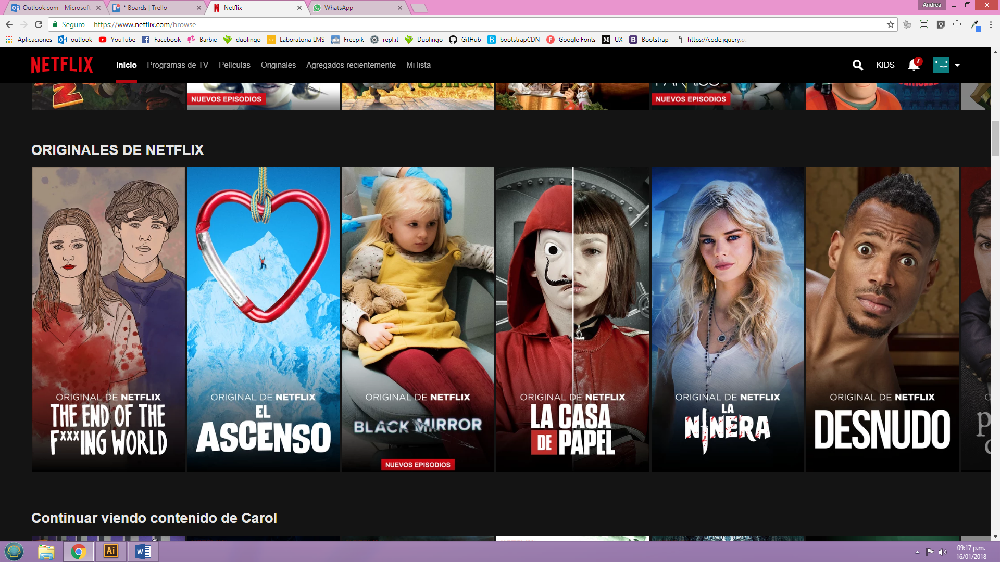 Outlook.com - Microsoft
* Boards | Trello
Netflix
WhatsApp
Andrea
Seguro
https://www.netflix.com/browse
Aplicaciones
outlook
YouTube
Facebook
Barbie
duolingo
Laboratoria LMS
Freepik
repl.it
Duolingo
GitHub
bootstrapCDN
Google Fonts
UX
Bootstrap
https://code.jquery.cc
NETFLIX
Inicio
Programas de TV
Películas
Originales
Agregados recientemente
Mi lista
KIDS
7
2
NUEVOS EPISODIOS
NUEVOS EPISODIOS
ORIGINALES DE NETFLIX
ORIGINAL DE NETFLIX
THE END OF THE
F***ING WORLD
ORIGINAL DE NETFLIX
EL
ASCENSO
ORIGINAL DE NETFLIX
BLACK MIRROR
NUEVOS EPISODIOS
ORIGINAL DE NETFLIX
LA CASA
DE PAPEL
ORIGINAL DE NETFLIX
LA
NIÑERA
ORIGINAL DE NETFLIX
DESNUDO
Continuar viendo contenido de Carol
Ai
W
09:17 p.m.
16/01/2018